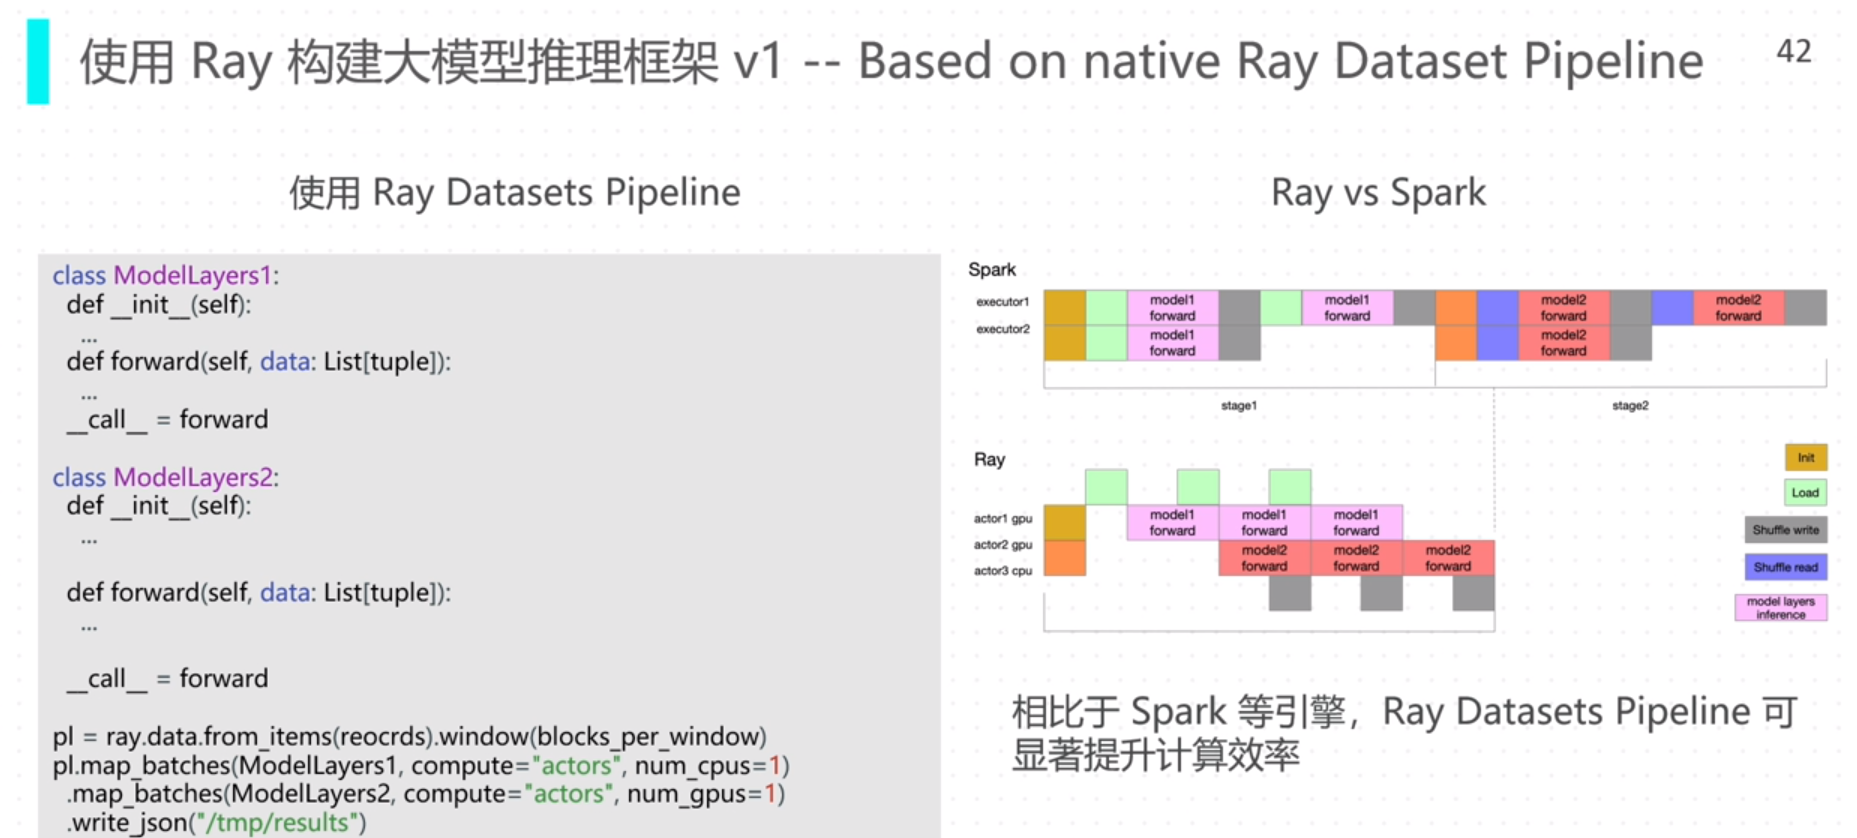 使用 Ray 构建大模型推理框架 v1 -- Based on native Ray Dataset Pipeline
42
使用 Ray Datasets Pipeline
class ModelLayers1:
def __init__(self):
...
def forward(self, data: List[tuple]):
...
__call__ = forward
class ModelLayers2:
def __init__(self):
...
def forward(self, data: List[tuple]):
...
__call__ = forward
pl = ray.data.from_items(reocrds).window(blocks_per_window)
pl.map_batches(ModelLayers1, compute="actors", num_cpus=1)
.map_batches(ModelLayers2, compute="actors", num_gpus=1)
.write_json("/tmp/results")
Ray vs Spark
Spark
executor1
model1
forward
model1
forward
model2
forward
model2
forward
executor2
model1
forward
model2
forward
stage1
stage2
Ray
actor1 gpu
model1
forward
model1
forward
model1
forward
actor2 gpu
model2
forward
model2
forward
model2
forward
actor3 cpu
Init
Load
Shuffle write
Shuffle read
model layers
inference
相比于 Spark 等引擎，Ray Datasets Pipeline 可
显著提升计算效率